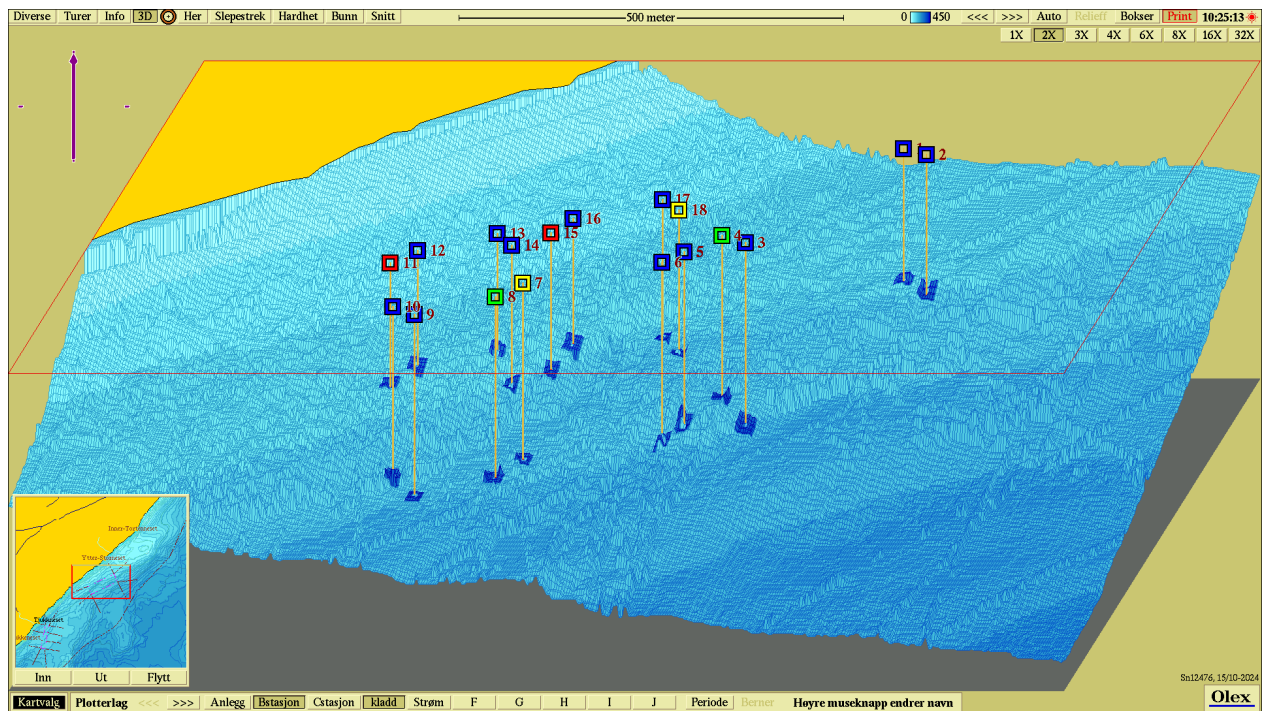 Diverse Turer Info 3D Her Slepestrek Hardhet Bunn Snitt 500 meter 0 450 <<< >>> Auto Relieff Bokser Print 10:25:13
1X 2X 3X 4X 6X 8X 16X 32X
1 2
17
18
16
13 15 4 3
12 14 5
11 6
7
8
10 9
Ytter-Stonneset
Inn Ut Flytt
Sn12476, 15/10-2024
Kartvalg Plotterlag <<< >>> Anlegg Bstasjon Cstasjon kladd Strøm F G H I J Periode Berner Høyre museknapp endrer navn Olex